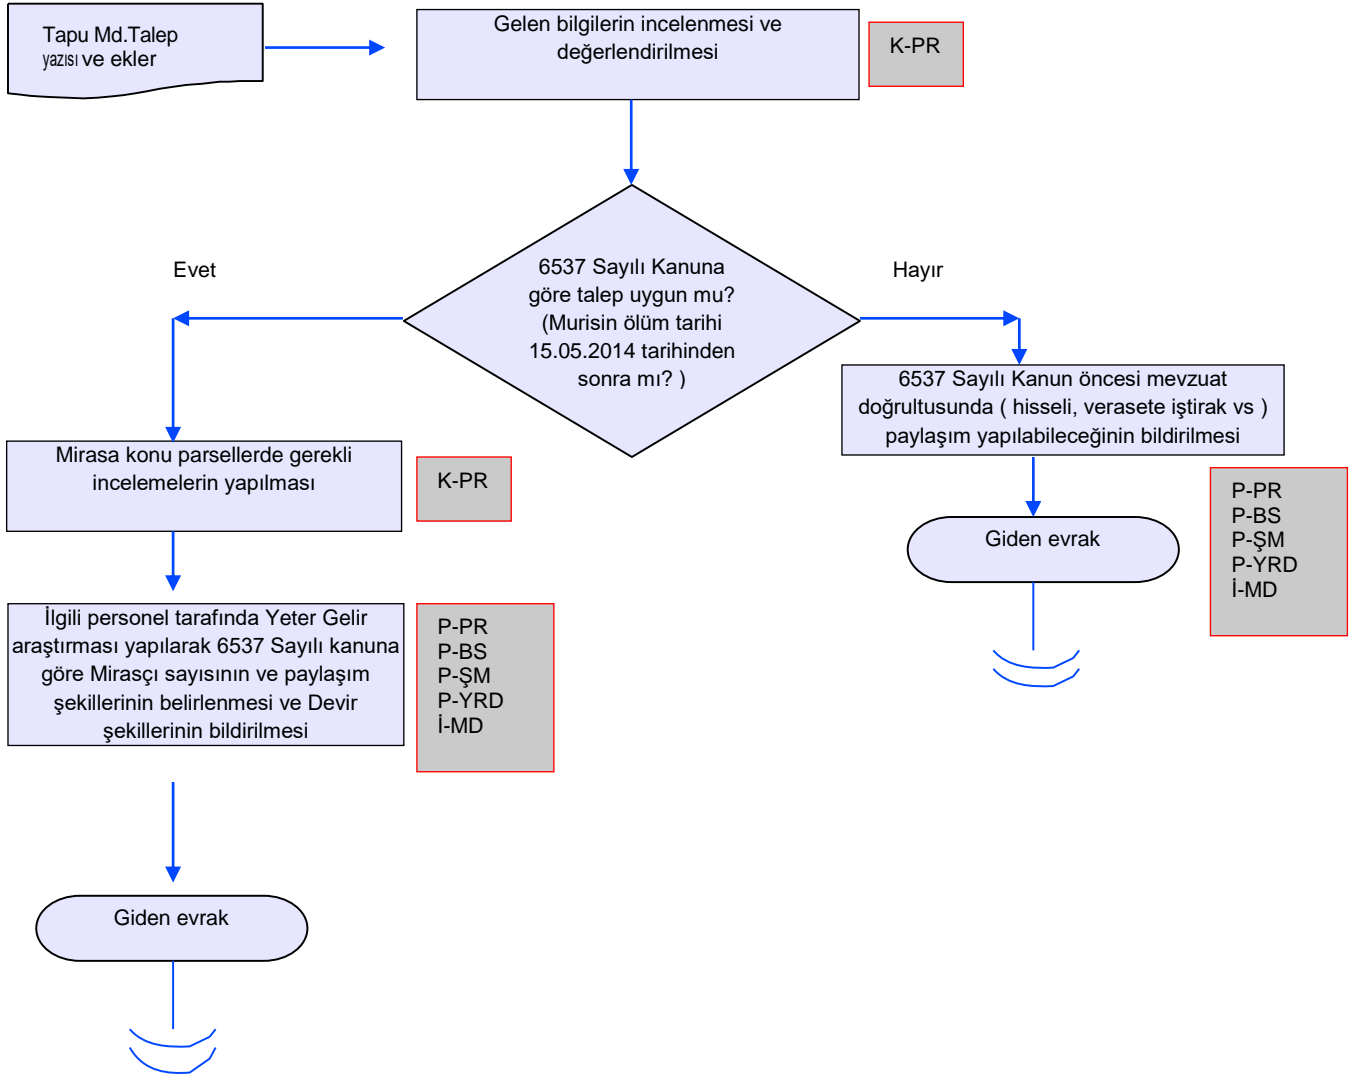 Tapu Md.Talep
yazısı ve ekler
Gelen bilgilerin incelenmesi ve
değerlendirilmesi
K-PR
Evet
6537 Sayılı Kanuna
göre talep uygun mu?
(Murisin ölüm tarihi
15.05.2014 tarihinden
sonra mı? )
Hayır
6537 Sayılı Kanun öncesi mevzuat
doğrultusunda ( hisseli, verasete iştirak vs )
paylaşım yapılabileceğinin bildirilmesi
Mirasa konu parsellerde gerekli
incelemelerin yapılması
K-PR
P-PR
P-BS
P-ŞM
P-YRD
İ-MD
Giden evrak
İlgili personel tarafında Yeter Gelir
araştırması yapılarak 6537 Sayılı kanuna
göre Mirasçı sayısının ve paylaşım
şekillerinin belirlenmesi ve Devir
şekillerinin bildirilmesi
P-PR
P-BS
P-ŞM
P-YRD
İ-MD
Giden evrak